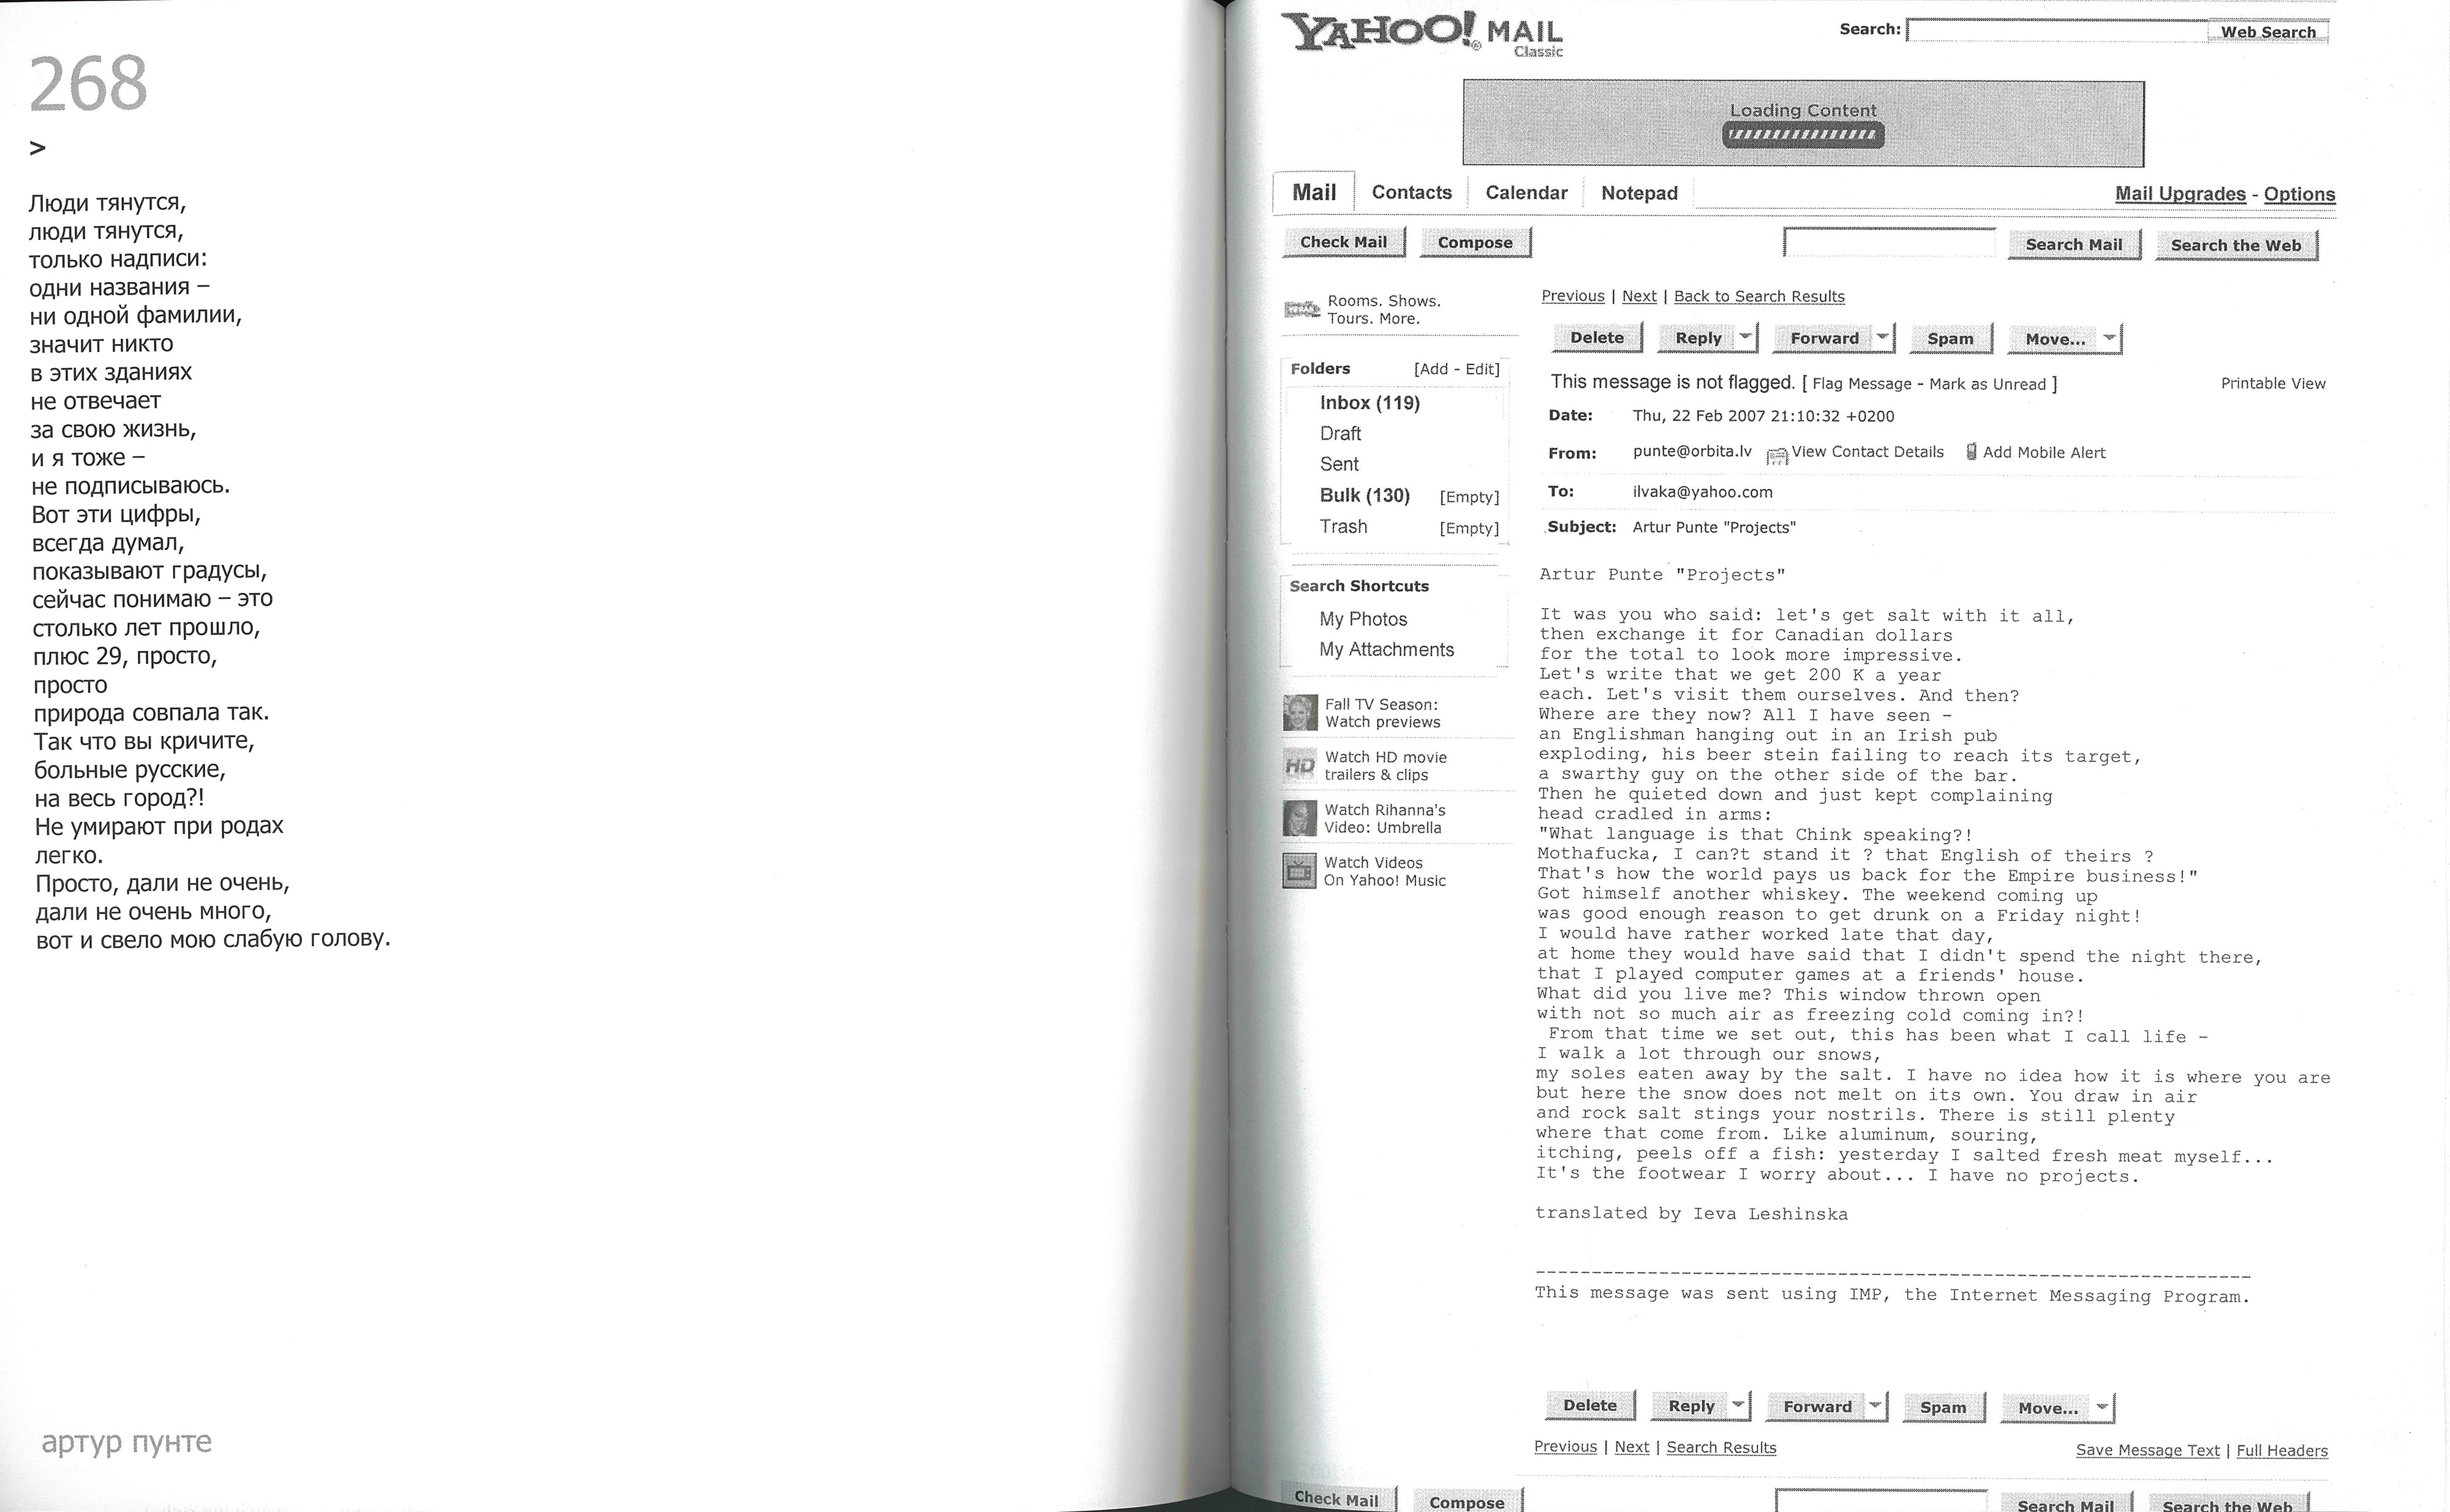 268
>
Люди тянутся,
люди тянутся,
только надписи:
одни названия –
ни одной фамилии,
значит никто
в этих зданиях
не отвечает
за свою жизнь,
и я тоже –
не подписываюсь.
Вот эти цифры,
всегда думал,
показывают градусы,
сейчас понимаю – это
столько лет прошло,
плюс 29, просто,
просто
природа совпала так.
Так что вы кричите,
больные русские,
на весь город?!
Не умирают при родах
легко.
Просто, дали не очень,
дали не очень много,
вот и свело мою слабую голову.
артур пунте
YAHOO! MAIL
Classic
Search:
Web Search
Loading Content
Mail Contacts Calendar Notepad
Mail Upgrades - Options
Check Mail Compose
Search Mail Search the Web
Rooms. Shows.
Tours. More.
Folders [Add - Edit]
Inbox (119)
Draft
Sent
Bulk (130) [Empty]
Trash [Empty]
Search Shortcuts
My Photos
My Attachments
Fall TV Season:
Watch previews
HD
Watch HD movie
trailers & clips
Watch Rihanna's
Video: Umbrella
Watch Videos
On Yahoo! Music
Previous | Next | Back to Search Results
Delete Reply Forward Spam Move...
This message is not flagged. [ Flag Message - Mark as Unread ] Printable View
Date: Thu, 22 Feb 2007 21:10:32 +0200
From: punte@orbita.lv View Contact Details Add Mobile Alert
To: ilvaka@yahoo.com
Subject: Artur Punte "Projects"
Artur Punte "Projects"
It was you who said: let's get salt with it all,
then exchange it for Canadian dollars
for the total to look more impressive.
Let's write that we get 200 K a year
each. Let's visit them ourselves. And then?
Where are they now? All I have seen -
an Englishman hanging out in an Irish pub
exploding, his beer stein failing to reach its target,
a swarthy guy on the other side of the bar.
Then he quieted down and just kept complaining
head cradled in arms:
"What language is that Chink speaking?!
Mothafucka, I can?t stand it ? that English of theirs ?
That's how the world pays us back for the Empire business!"
Got himself another whiskey. The weekend coming up
was good enough reason to get drunk on a Friday night!
I would have rather worked late that day,
at home they would have said that I didn't spend the night there,
that I played computer games at a friends' house.
What did you live me? This window thrown open
with not so much air as freezing cold coming in?!
From that time we set out, this has been what I call life -
I walk a lot through our snows,
my soles eaten away by the salt. I have no idea how it is where you are
but here the snow does not melt on its own. You draw in air
and rock salt stings your nostrils. There is still plenty
where that come from. Like aluminum, souring,
itching, peels off a fish: yesterday I salted fresh meat myself...
It's the footwear I worry about... I have no projects.
translated by Ieva Leshinska
------------------------------------------------------------
This message was sent using IMP, the Internet Messaging Program.
Delete Reply Forward Spam Move...
Previous | Next | Search Results
Save Message Text | Full Headers
Check Mail Compose
Search Mail Search the Web